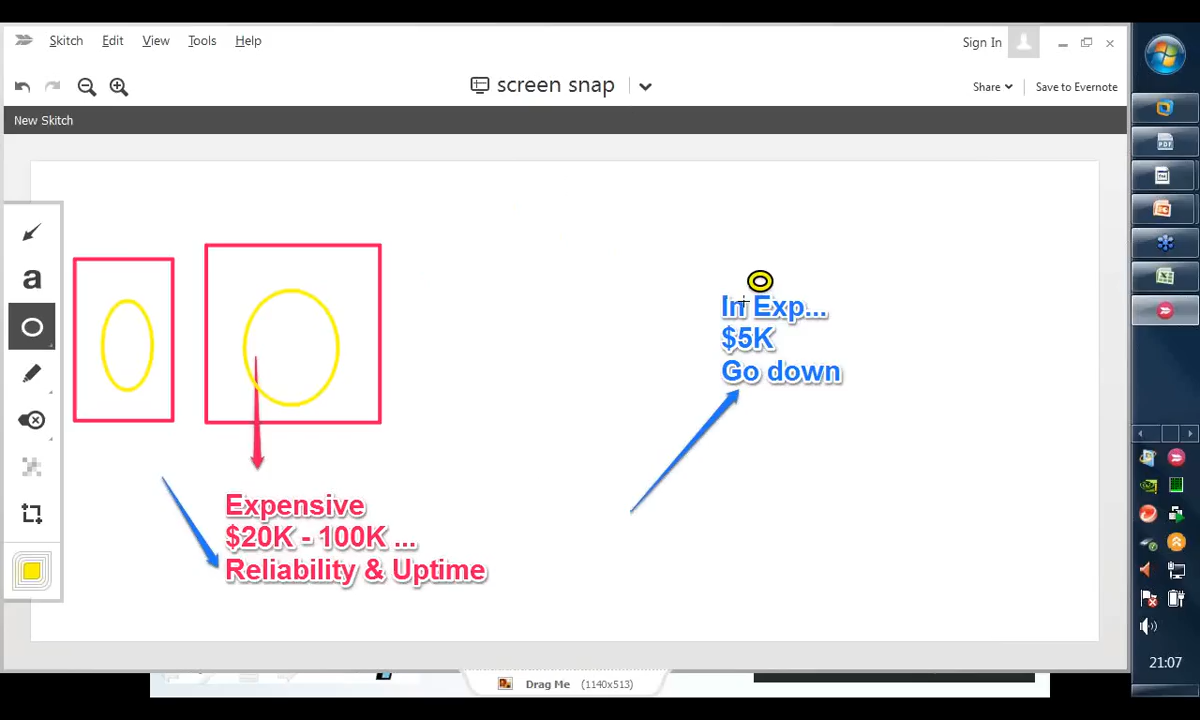 Skitch Edit View Tools Help
Sign In
screen snap
Share
Save to Evernote
New Skitch
a
In Exp...
$5K
Go down
Expensive
$20K - 100K ...
Reliability & Uptime
Drag Me (1140x513)
PDF
21:07